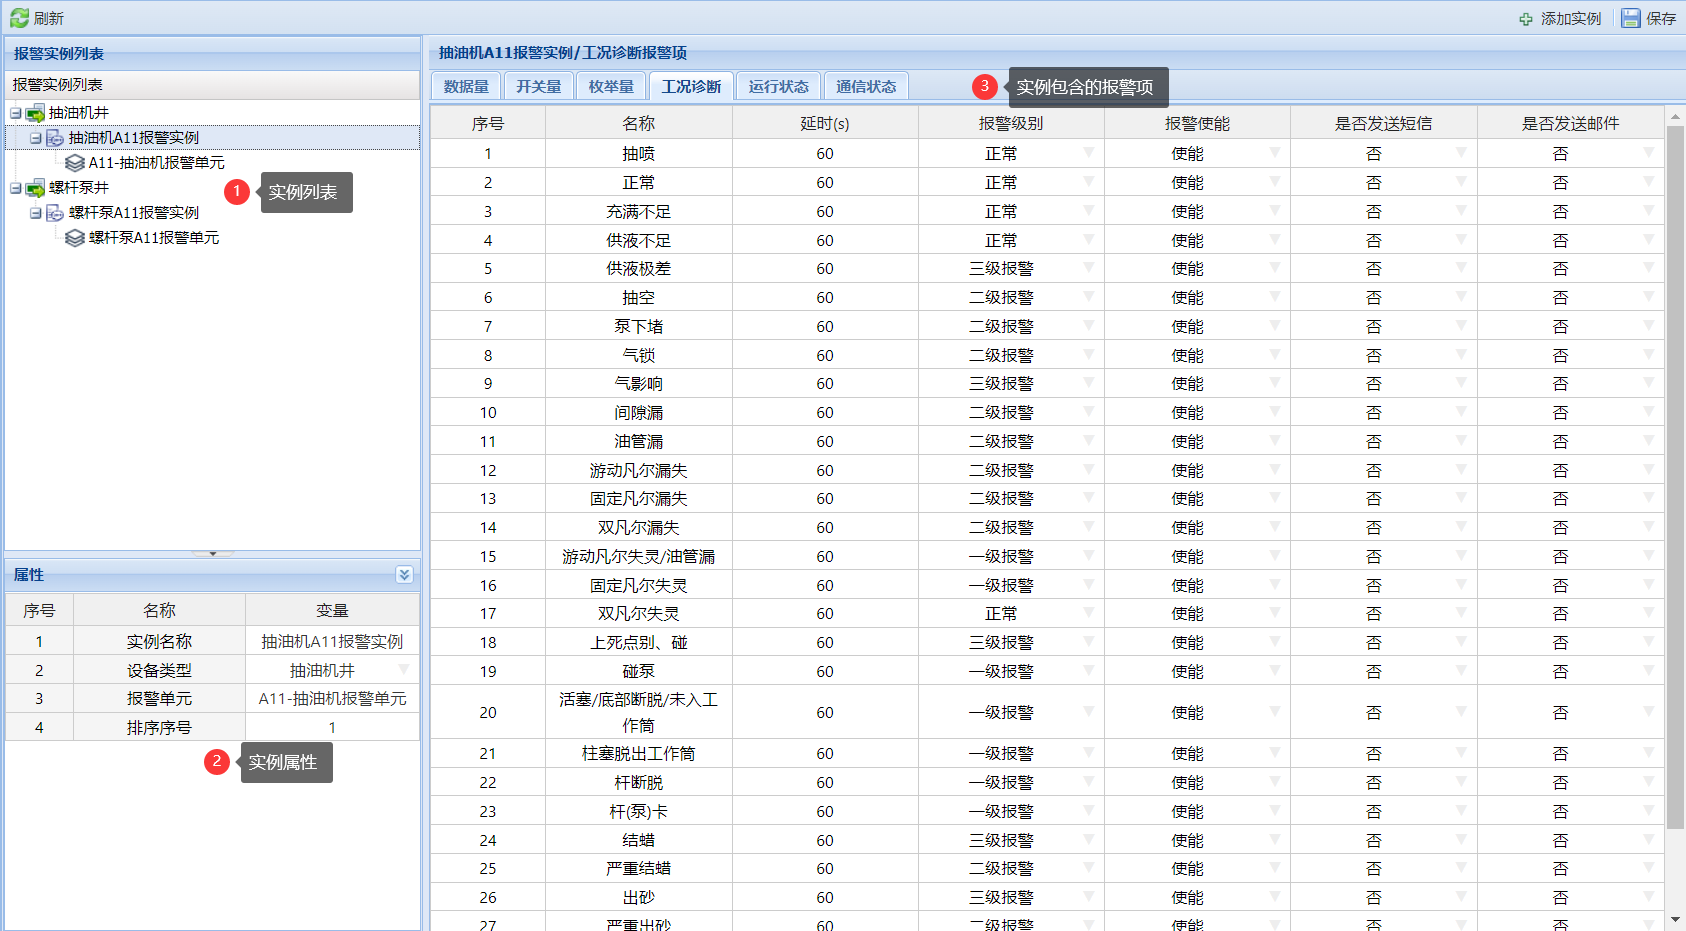 刷新
添加实例 保存
报警实例列表
报警实例列表
抽油机井
抽油机A11报警实例
A11-抽油机报警单元
螺杆泵井
螺杆泵A11报警实例
螺杆泵A11报警单元
1 实例列表
属性
序号 名称 变量
1 实例名称 抽油机A11报警实例
2 设备类型 抽油机井
3 报警单元 A11-抽油机报警单元
4 排序序号 1
2 实例属性
抽油机A11报警实例/工况诊断报警项
数据量 开关量 枚举量 工况诊断 运行状态 通信状态
3 实例包含的报警项
序号 名称 延时(s) 报警级别 报警使能 是否发送短信 是否发送邮件
1 抽喷 60 正常 使能 否 否
2 正常 60 正常 使能 否 否
3 充满不足 60 正常 使能 否 否
4 供液不足 60 正常 使能 否 否
5 供液极差 60 三级报警 使能 否 否
6 抽空 60 二级报警 使能 否 否
7 泵下堵 60 二级报警 使能 否 否
8 气锁 60 二级报警 使能 否 否
9 气影响 60 三级报警 使能 否 否
10 间隙漏 60 二级报警 使能 否 否
11 油管漏 60 二级报警 使能 否 否
12 游动凡尔漏失 60 二级报警 使能 否 否
13 固定凡尔漏失 60 二级报警 使能 否 否
14 双凡尔漏失 60 二级报警 使能 否 否
15 游动凡尔失灵/油管漏 60 一级报警 使能 否 否
16 固定凡尔失灵 60 一级报警 使能 否 否
17 双凡尔失灵 60 正常 使能 否 否
18 上死点别、碰 60 三级报警 使能 否 否
19 碰泵 60 一级报警 使能 否 否
20 活塞/底部断脱/未入工
作筒 60 一级报警 使能 否 否
21 柱塞脱出工作筒 60 一级报警 使能 否 否
22 杆断脱 60 一级报警 使能 否 否
23 杆(泵)卡 60 一级报警 使能 否 否
24 结蜡 60 三级报警 使能 否 否
25 严重结蜡 60 二级报警 使能 否 否
26 出砂 60 三级报警 使能 否 否
27 严重出砂 60 二级报警 使能 否 否